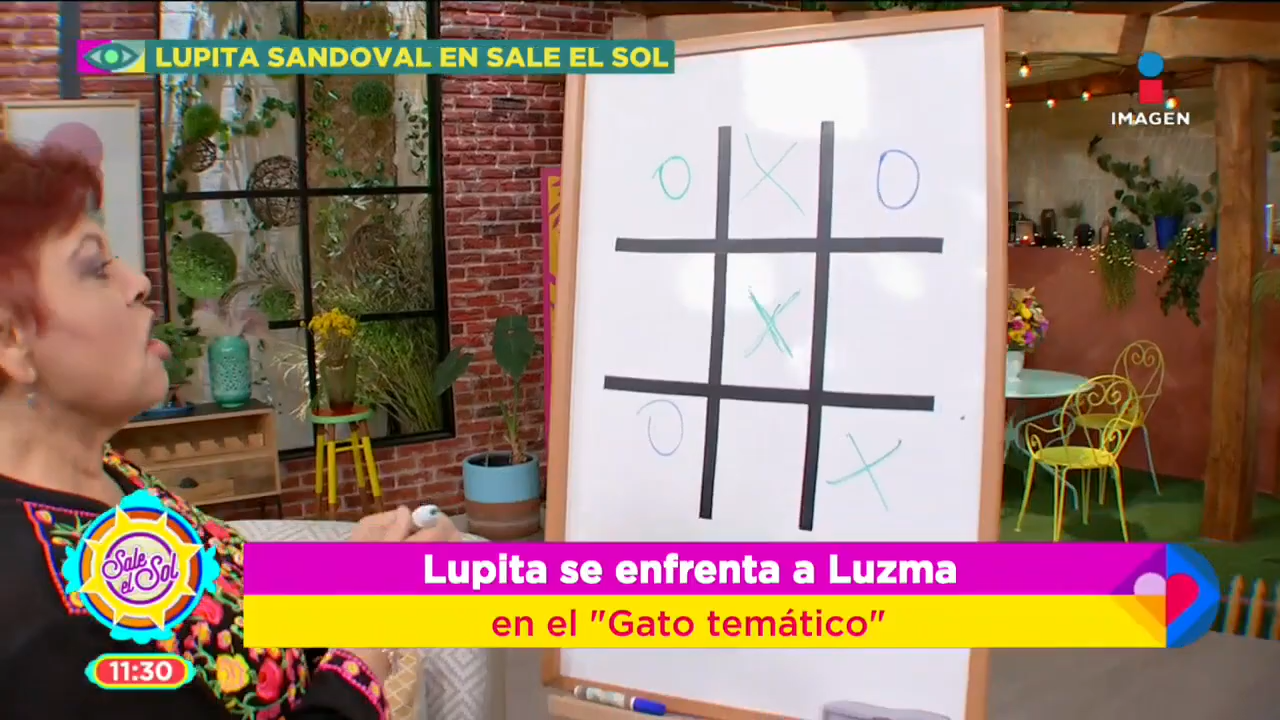 LUPITA SANDOVAL EN SALE EL SOL
IMAGEN
O X O
X
O X
Sale el Sol
Lupita se enfrenta a Luzma
en el "Gato temático"
11:30